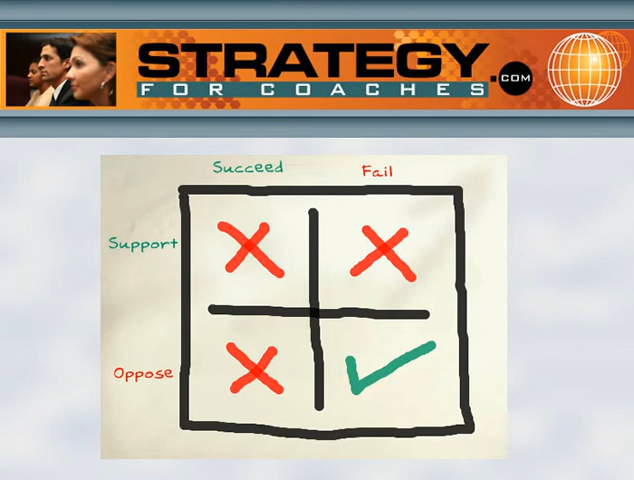 STRATEGY.COM
FOR COACHES
Succeed Fail
Support
Oppose